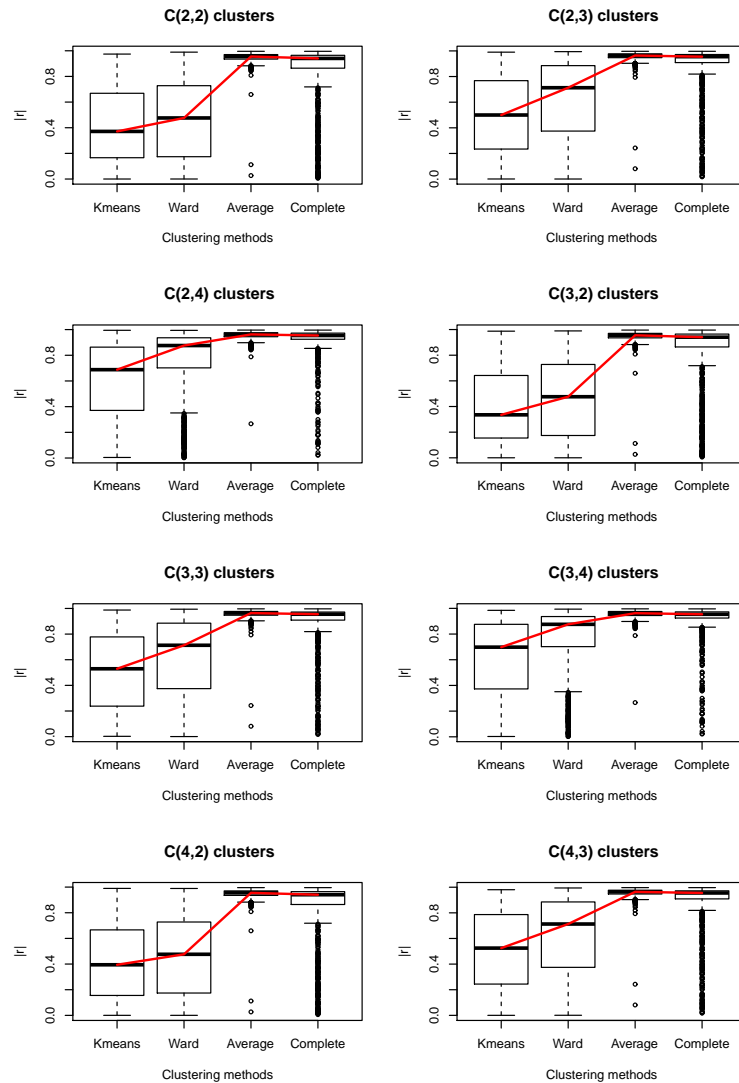 C(2,2) clusters
|r|
0.0 0.4 0.8
Kmeans Ward Average Complete
Clustering methods
C(2,3) clusters
|r|
0.0 0.4 0.8
Kmeans Ward Average Complete
Clustering methods
C(2,4) clusters
|r|
0.0 0.4 0.8
Kmeans Ward Average Complete
Clustering methods
C(3,2) clusters
|r|
0.0 0.4 0.8
Kmeans Ward Average Complete
Clustering methods
C(3,3) clusters
|r|
0.0 0.4 0.8
Kmeans Ward Average Complete
Clustering methods
C(3,4) clusters
|r|
0.0 0.4 0.8
Kmeans Ward Average Complete
Clustering methods
C(4,2) clusters
|r|
0.0 0.4 0.8
Kmeans Ward Average Complete
Clustering methods
C(4,3) clusters
|r|
0.0 0.4 0.8
Kmeans Ward Average Complete
Clustering methods